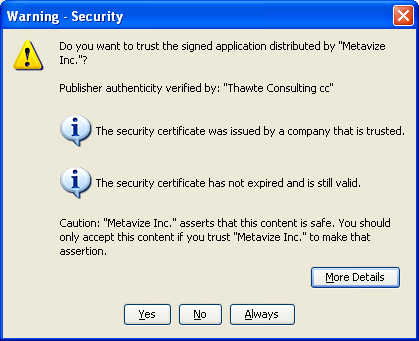 Warning - Security
Do you want to trust the signed application distributed by "Metavize
Inc."?
Publisher authenticity verified by: "Thawte Consulting cc"
The security certificate was issued by a company that is trusted.
The security certificate has not expired and is still valid.
Caution: "Metavize Inc." asserts that this content is safe. You should
only accept this content if you trust "Metavize Inc." to make that
assertion.
More Details
Yes No Always